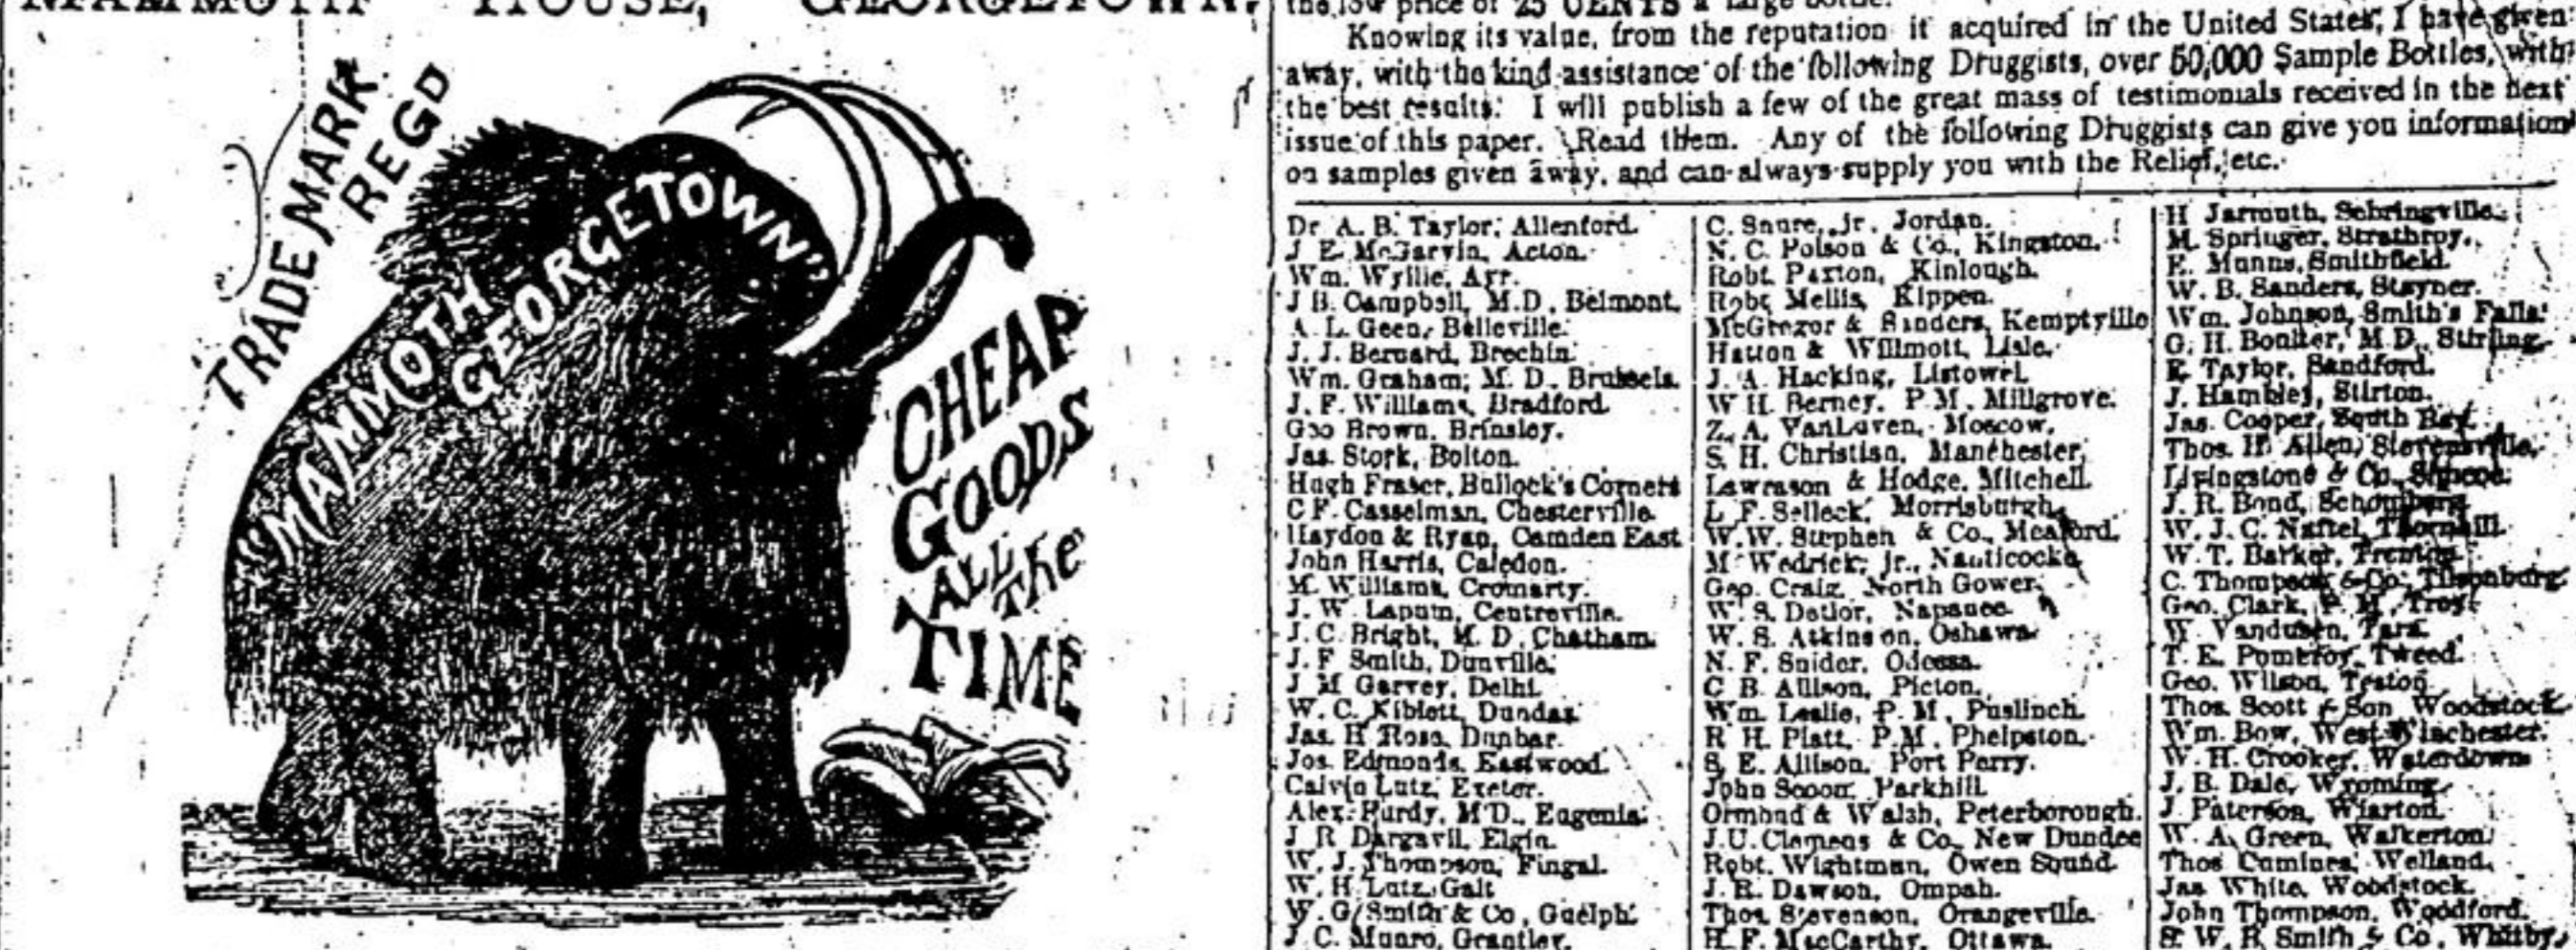 MAMMOTH HOUSE, GEORGETOWN.
TRADE MARK
REGD
"MAMMOTH
GEORGETOWN"
CHEAP
GOODS
ALL
The
TIME
the low price of 25 CENTS a large bottle.
Knowing its value, from the reputation it acquired in the United States, I have given
away, with the kind assistance of the following Druggists, over 50,000 Sample Bottles, with
the best results. I will publish a few of the great mass of testimonials received in the next
issue of this paper. Read them. Any of the following Druggists can give you information
on samples given away, and can always supply you with the Relief, etc.
Dr A. B. Taylor, Allenford.
J E. McGarvin, Acton.
Wm. Wyllie, Ayr.
J B. Campbell, M.D, Belmont.
A. L. Geen, Belleville.
J. J. Bernard, Brechin.
Wm. Graham, M. D., Brussels.
J. F. Williams, Bradford.
Geo Brown, Brinsley.
Jas. Stork, Bolton.
Hugh Fraser, Bullock's Corners
C F. Casselman, Chesterville.
Haydon & Ryan, Camden East
John Harris, Caledon.
M. Williams, Cromarty.
J. W. Lapum, Centreville.
J. C. Bright, M. D, Chatham.
J. F Smith, Dunville.
J M Garvey, Delhi.
W. C. Niblett, Dundas.
Jas. H Ross, Dunbar.
Jos. Edmonds, Eastwood.
Calvin Lutz, Exeter.
Alex. Purdy, M D., Eugenia.
J R Dargavil, Elgin.
W. J. Thompson, Fingal.
W. H. Lutz, Galt
W. G. Smith & Co, Guelph.
J C. Munro, Grantley.
C. Snure, Jr. Jordan.
N. C. Polson & Co., Kingston.
Robt. Paxton, Kinlough.
Robt Mellis, Kippen.
McGregor & Sanders, Kemptville
Hatton & Willmott, Lisle.
J. A. Hacking, Listowel.
W H. Berney, P. M, Millgrove.
Z. A. VanLuven, Moscow.
S. H. Christian, Manchester.
Lawrason & Hodge, Mitchell.
L F. Selleck, Morrisburgh.
W. W. Stephen & Co., Meaford.
M Wedrick, jr., Nanticocke
Geo. Craig, North Gower.
W. S. Detlor, Napanee.
W. S. Atkinson, Oshawa
N. F. Snider, Odessa.
C B. Allison, Picton.
Wm. Leslie, P. M, Puslinch.
R H. Platt, P.M, Phelpston.
S. E. Allison, Port Perry.
John Parkhill
Ormond & Walsh, Peterborough.
J. U. Clemens & Co, New Dundee
Robt. Wightman, Owen Sound.
J. R. Dawson, Ompah.
Thos Stevenson, Orangeville.
H. F. MacCarthy, Ottawa.
H Jarmuth, Sebringville.
M. Springer, Strathroy.
E. Munns, Smithfield.
W. B. Sanders, Stayner.
Wm. Johnson, Smith's Falls.
G. H. Boulter, M D., Stirling.
E. Taylor, Sandford.
J. Hambley, Stirton.
Jas. Cooper, South Bay.
Thos. H. Allen, Stevensville.
Livingstone & Co., Simcoe.
J. R. Bond, Schomberg
W. J. C. Naftel, Thornhill.
W. T. Barker, Trenton.
C. Thompson & Co, Tilsonburg.
Geo. Clark, P. M, Troy.
W. Vandusen, Tara.
T. E. Pomeroy, Tweed.
Geo. Wilson, Teston.
Thos. Scott & Son Woodstock
Wm. Bow, West Winchester.
W. H. Crooker, Waterdown
J. B. Dale, Wyoming.
J. Paterson, Wiarton.
W. A. Green, Walkerton.
Thos Cumines, Welland.
Jas White, Woodstock.
John Thompson, Woodford.
& W. R Smith & Co. Whitby